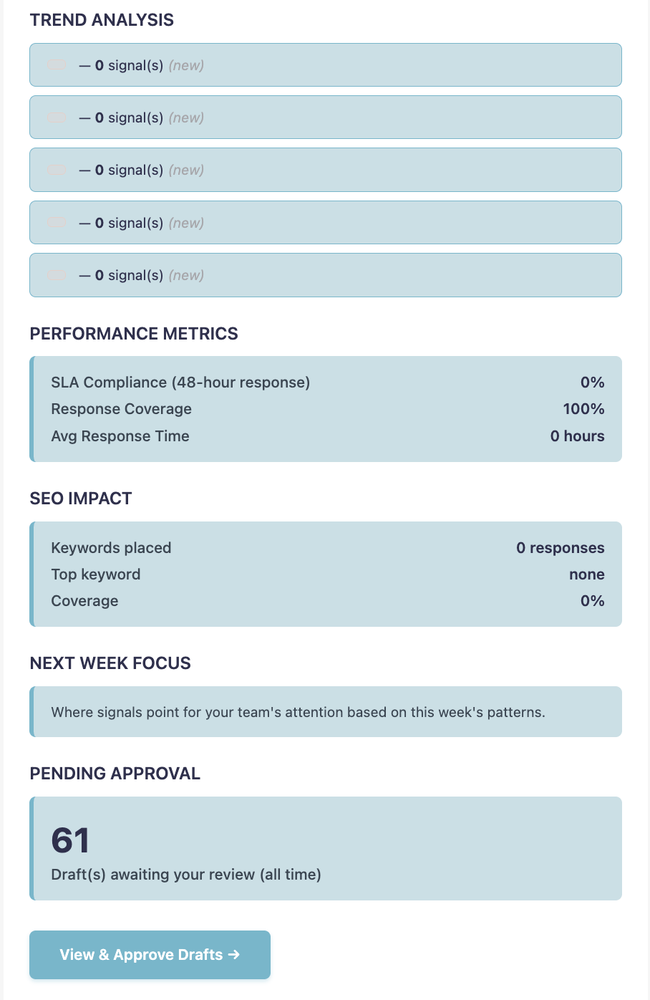 TREND ANALYSIS
— 0 signal(s) (new)
— 0 signal(s) (new)
— 0 signal(s) (new)
— 0 signal(s) (new)
— 0 signal(s) (new)
PERFORMANCE METRICS
SLA Compliance (48-hour response) 0%
Response Coverage 100%
Avg Response Time 0 hours
SEO IMPACT
Keywords placed 0 responses
Top keyword none
Coverage 0%
NEXT WEEK FOCUS
Where signals point for your team's attention based on this week's patterns.
PENDING APPROVAL
61
Draft(s) awaiting your review (all time)
View & Approve Drafts →